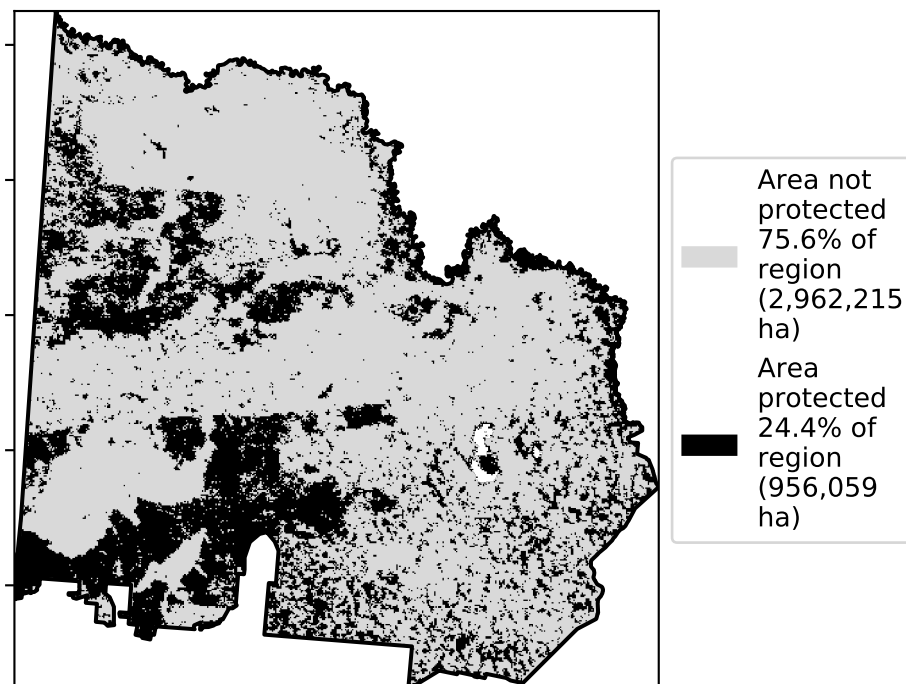 Area not
protected
75.6% of
region
(2,962,215
ha)
Area
protected
24.4% of
region
(956,059
ha)